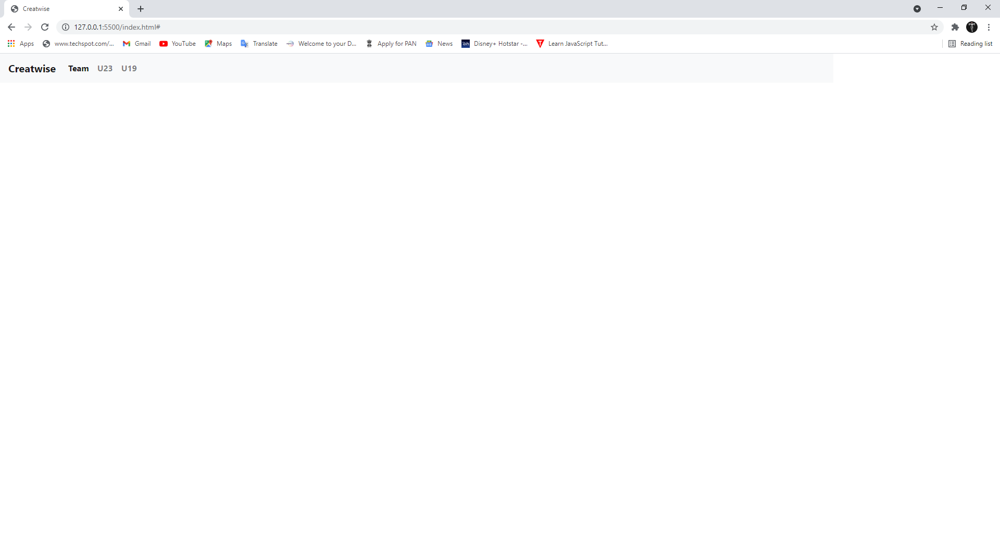 Creatwise
127.0.0.1:5500/index.html#
Apps www.techspot.com/... Gmail YouTube Maps Translate Welcome to your D... Apply for PAN News Disney+ Hotstar -... Learn JavaScript Tut... Reading list
Creatwise Team U23 U19